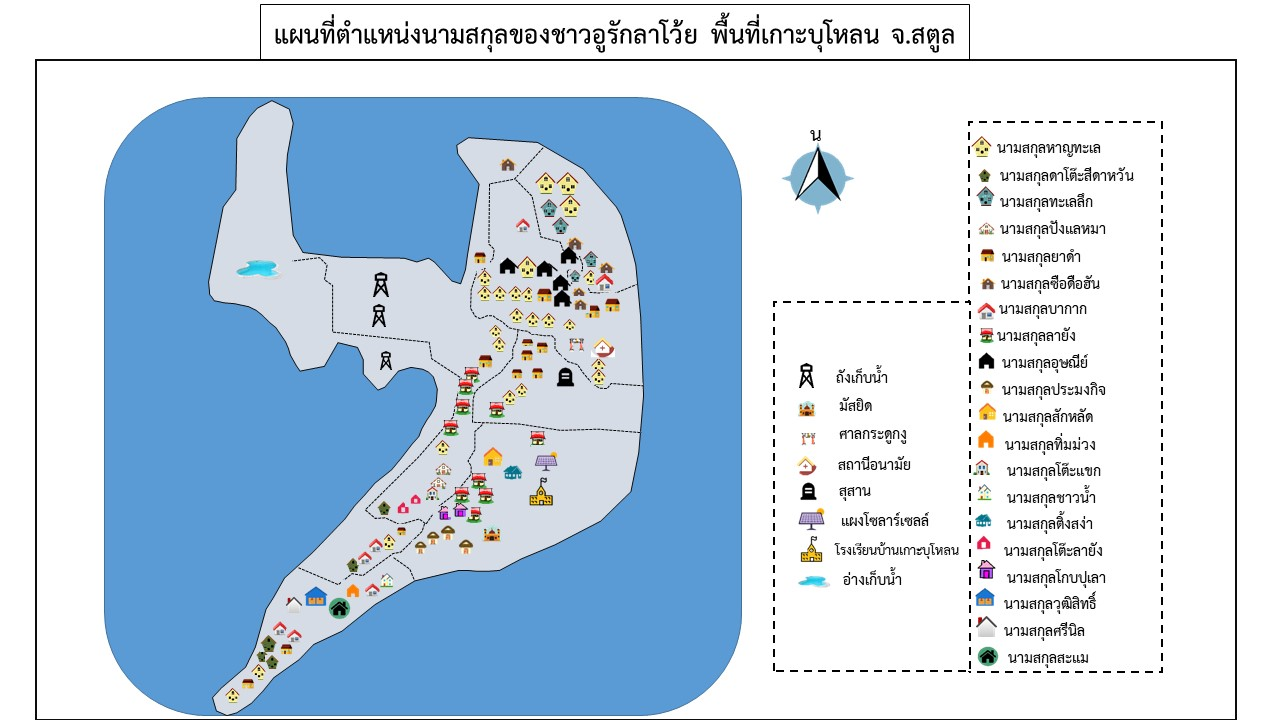 แผนที่ตำแหน่งนามสกุลของชาวอูรักลาโว้ย พื้นที่เกาะบุโหลน จ.สตูล
น
นามสกุลหาญทะเล
นามสกุลดาโต๊ะสีดาหวัน
นามสกุลทะเลลึก
นามสกุลปังแลหมา
นามสกุลยาดำ
นามสกุลซือดือฮัน
นามสกุลบากาก
นามสกุลลายัง
นามสกุลอุษณีย์
นามสกุลประมงกิจ
นามสกุลสักหลัด
นามสกุลทิ่มม่วง
นามสกุลโต๊ะแขก
นามสกุลชาวน้ำ
นามสกุลติ้งสง่า
นามสกุลโต๊ะลายัง
นามสกุลโกบปุเลา
นามสกุลวุฒิสิทธิ์
นามสกุลศรีนิล
นามสกุลสะแม
ถังเก็บน้ำ
มัสยิด
ศาลกระดูกงู
สถานีอนามัย
สุสาน
แผงโซลาร์เซลล์
โรงเรียนบ้านเกาะบุโหลน
อ่างเก็บน้ำ